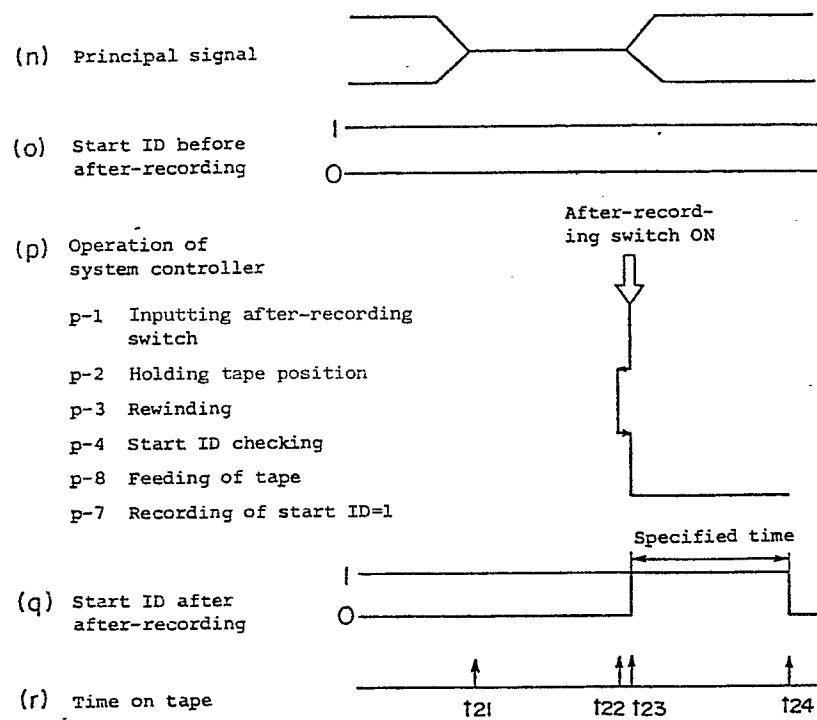 (n) Principal signal
(o) Start ID before
after-recording
1
0
After-record-
ing switch ON
(p) Operation of
system controller
p-1 Inputting after-recording
switch
p-2 Holding tape position
p-3 Rewinding
p-4 Start ID checking
p-8 Feeding of tape
p-7 Recording of start ID=1
Specified time
(q) Start ID after
after-recording
1
0
(r) Time on tape
t21 t22 t23 t24